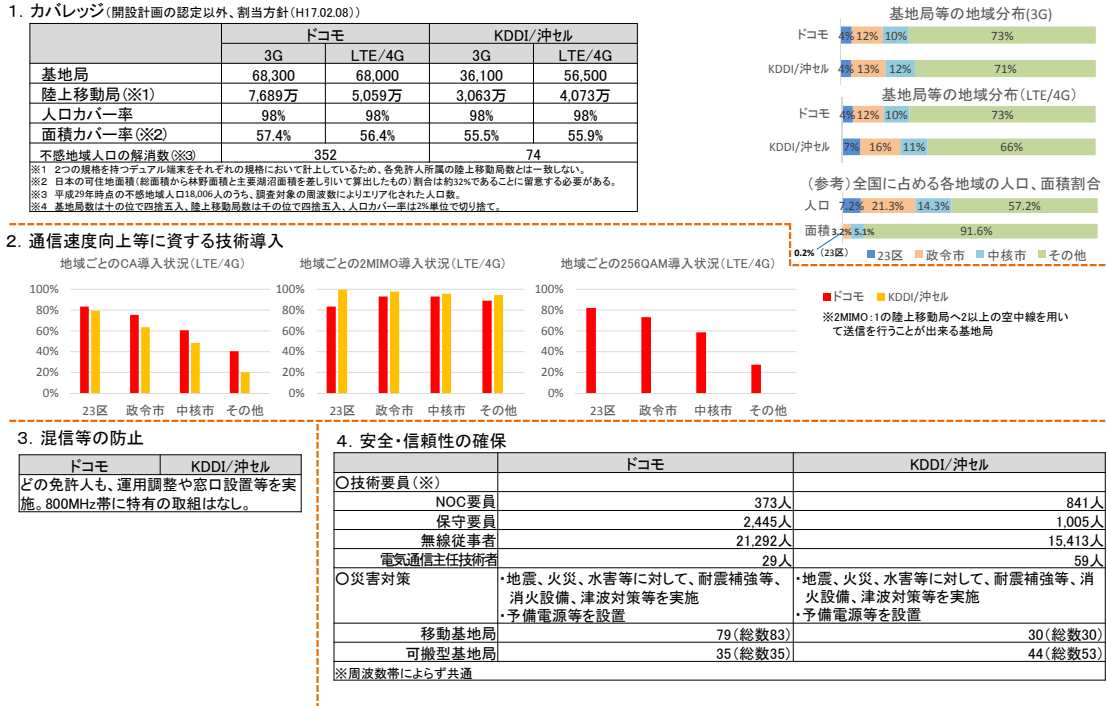 1．カバレッジ(開設計画の認定以外、割当方針(H17.02.08))
ドコモ KDDI/沖セル
3G LTE/4G 3G LTE/4G
基地局 68,300 68,000 36,100 56,500
陸上移動局(※1) 7,689万 5,059万 3,063万 4,073万
人口カバー率 98% 98% 98% 98%
面積カバー率(※2) 57.4% 56.4% 55.5% 55.9%
不感地域人口の解消数(※3) 352 74
※1 2つの規格を持つデュアル端末をそれぞれの規格において計上しているため、各免許人所属の陸上移動局数とは一致しない。
※2 日本の可住地面積(総面積から林野面積と主要湖沼面積を差し引いて算出したもの)割合は約32%であることに留意する必要がある。
※3 平成29年時点の不感地域人口18,006人のうち、調査対象の周波数によりエリア化された人口数。
※4 基地局数は十の位で四捨五入、陸上移動局数は千の位で四捨五入、人口カバー率は2%単位で切り捨て。
基地局等の地域分布(3G)
ドコモ 4% 12% 10% 73%
KDDI/沖セル 4% 13% 12% 71%
基地局等の地域分布(LTE/4G)
ドコモ 4% 12% 10% 73%
KDDI/沖セル 7% 16% 11% 66%
(参考)全国に占める各地域の人口、面積割合
人口 7.2% 21.3% 14.3% 57.2%
面積 3.2% 5.1% 91.6%
0.2% (23区) 23区 政令市 中核市 その他
2．通信速度向上等に資する技術導入
地域ごとのCA導入状況(LTE/4G)
100%
80%
60%
40%
20%
0%
23区 政令市 中核市 その他
地域ごとの2MIMO導入状況(LTE/4G)
100%
80%
60%
40%
20%
0%
23区 政令市 中核市 その他
地域ごとの256QAM導入状況(LTE/4G)
100%
80%
60%
40%
20%
0%
23区 政令市 中核市 その他
ドコモ KDDI/沖セル
※2MIMO：1の陸上移動局へ2以上の空中線を用い
て送信を行うことが出来る基地局
3．混信等の防止
ドコモ KDDI/沖セル
どの免許人も、運用調整や窓口設置等を実
施。800MHz帯に特有の取組はなし。
4．安全・信頼性の確保
ドコモ KDDI/沖セル
○技術要員(※)
NOC要員 373人 841人
保守要員 2,445人 1,005人
無線従事者 21,292人 15,413人
電気通信主任技術者 29人 59人
○災害対策 ・地震、火災、水害等に対して、耐震補強等、 ・地震、火災、水害等に対して、耐震補強等、消
消火設備、津波対策等を実施 火設備、津波対策等を実施
・予備電源等を設置 ・予備電源等を設置
移動基地局 79(総数83) 30(総数30)
可搬型基地局 35(総数35) 44(総数53)
※周波数帯によらず共通